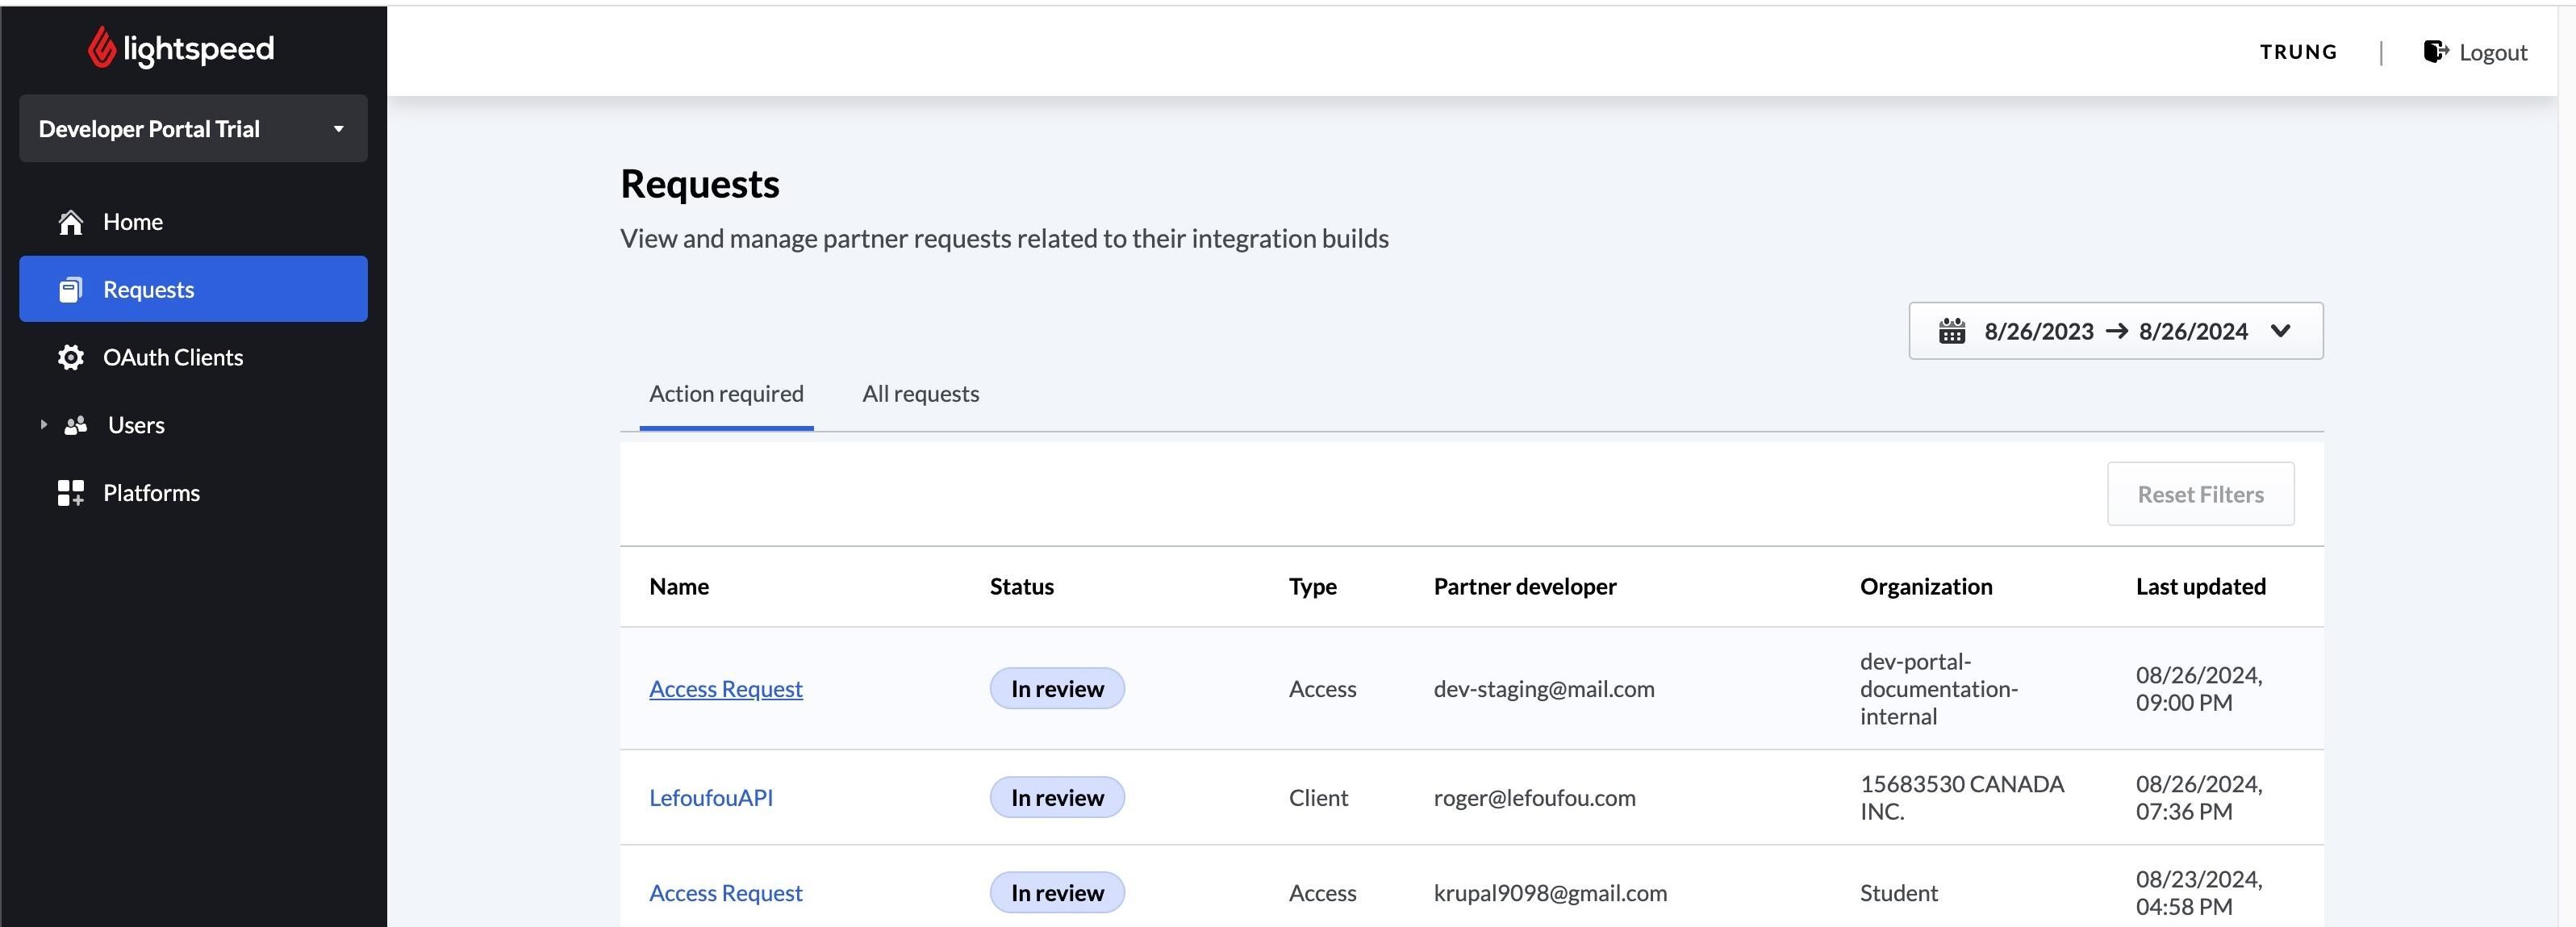 lightspeed
TRUNG | Logout
Developer Portal Trial
Home
Requests
OAuth Clients
Users
Platforms
Requests
View and manage partner requests related to their integration builds
8/26/2023 → 8/26/2024
Action required All requests
Reset Filters
Name Status Type Partner developer Organization Last updated
Access Request In review Access dev-staging@mail.com
dev-portal-
documentation-
internal
08/26/2024,
09:00 PM
LefoufouAPI In review Client roger@lefoufou.com
15683530 CANADA
INC.
08/26/2024,
07:36 PM
Access Request In review Access krupal9098@gmail.com Student
08/23/2024,
04:58 PM